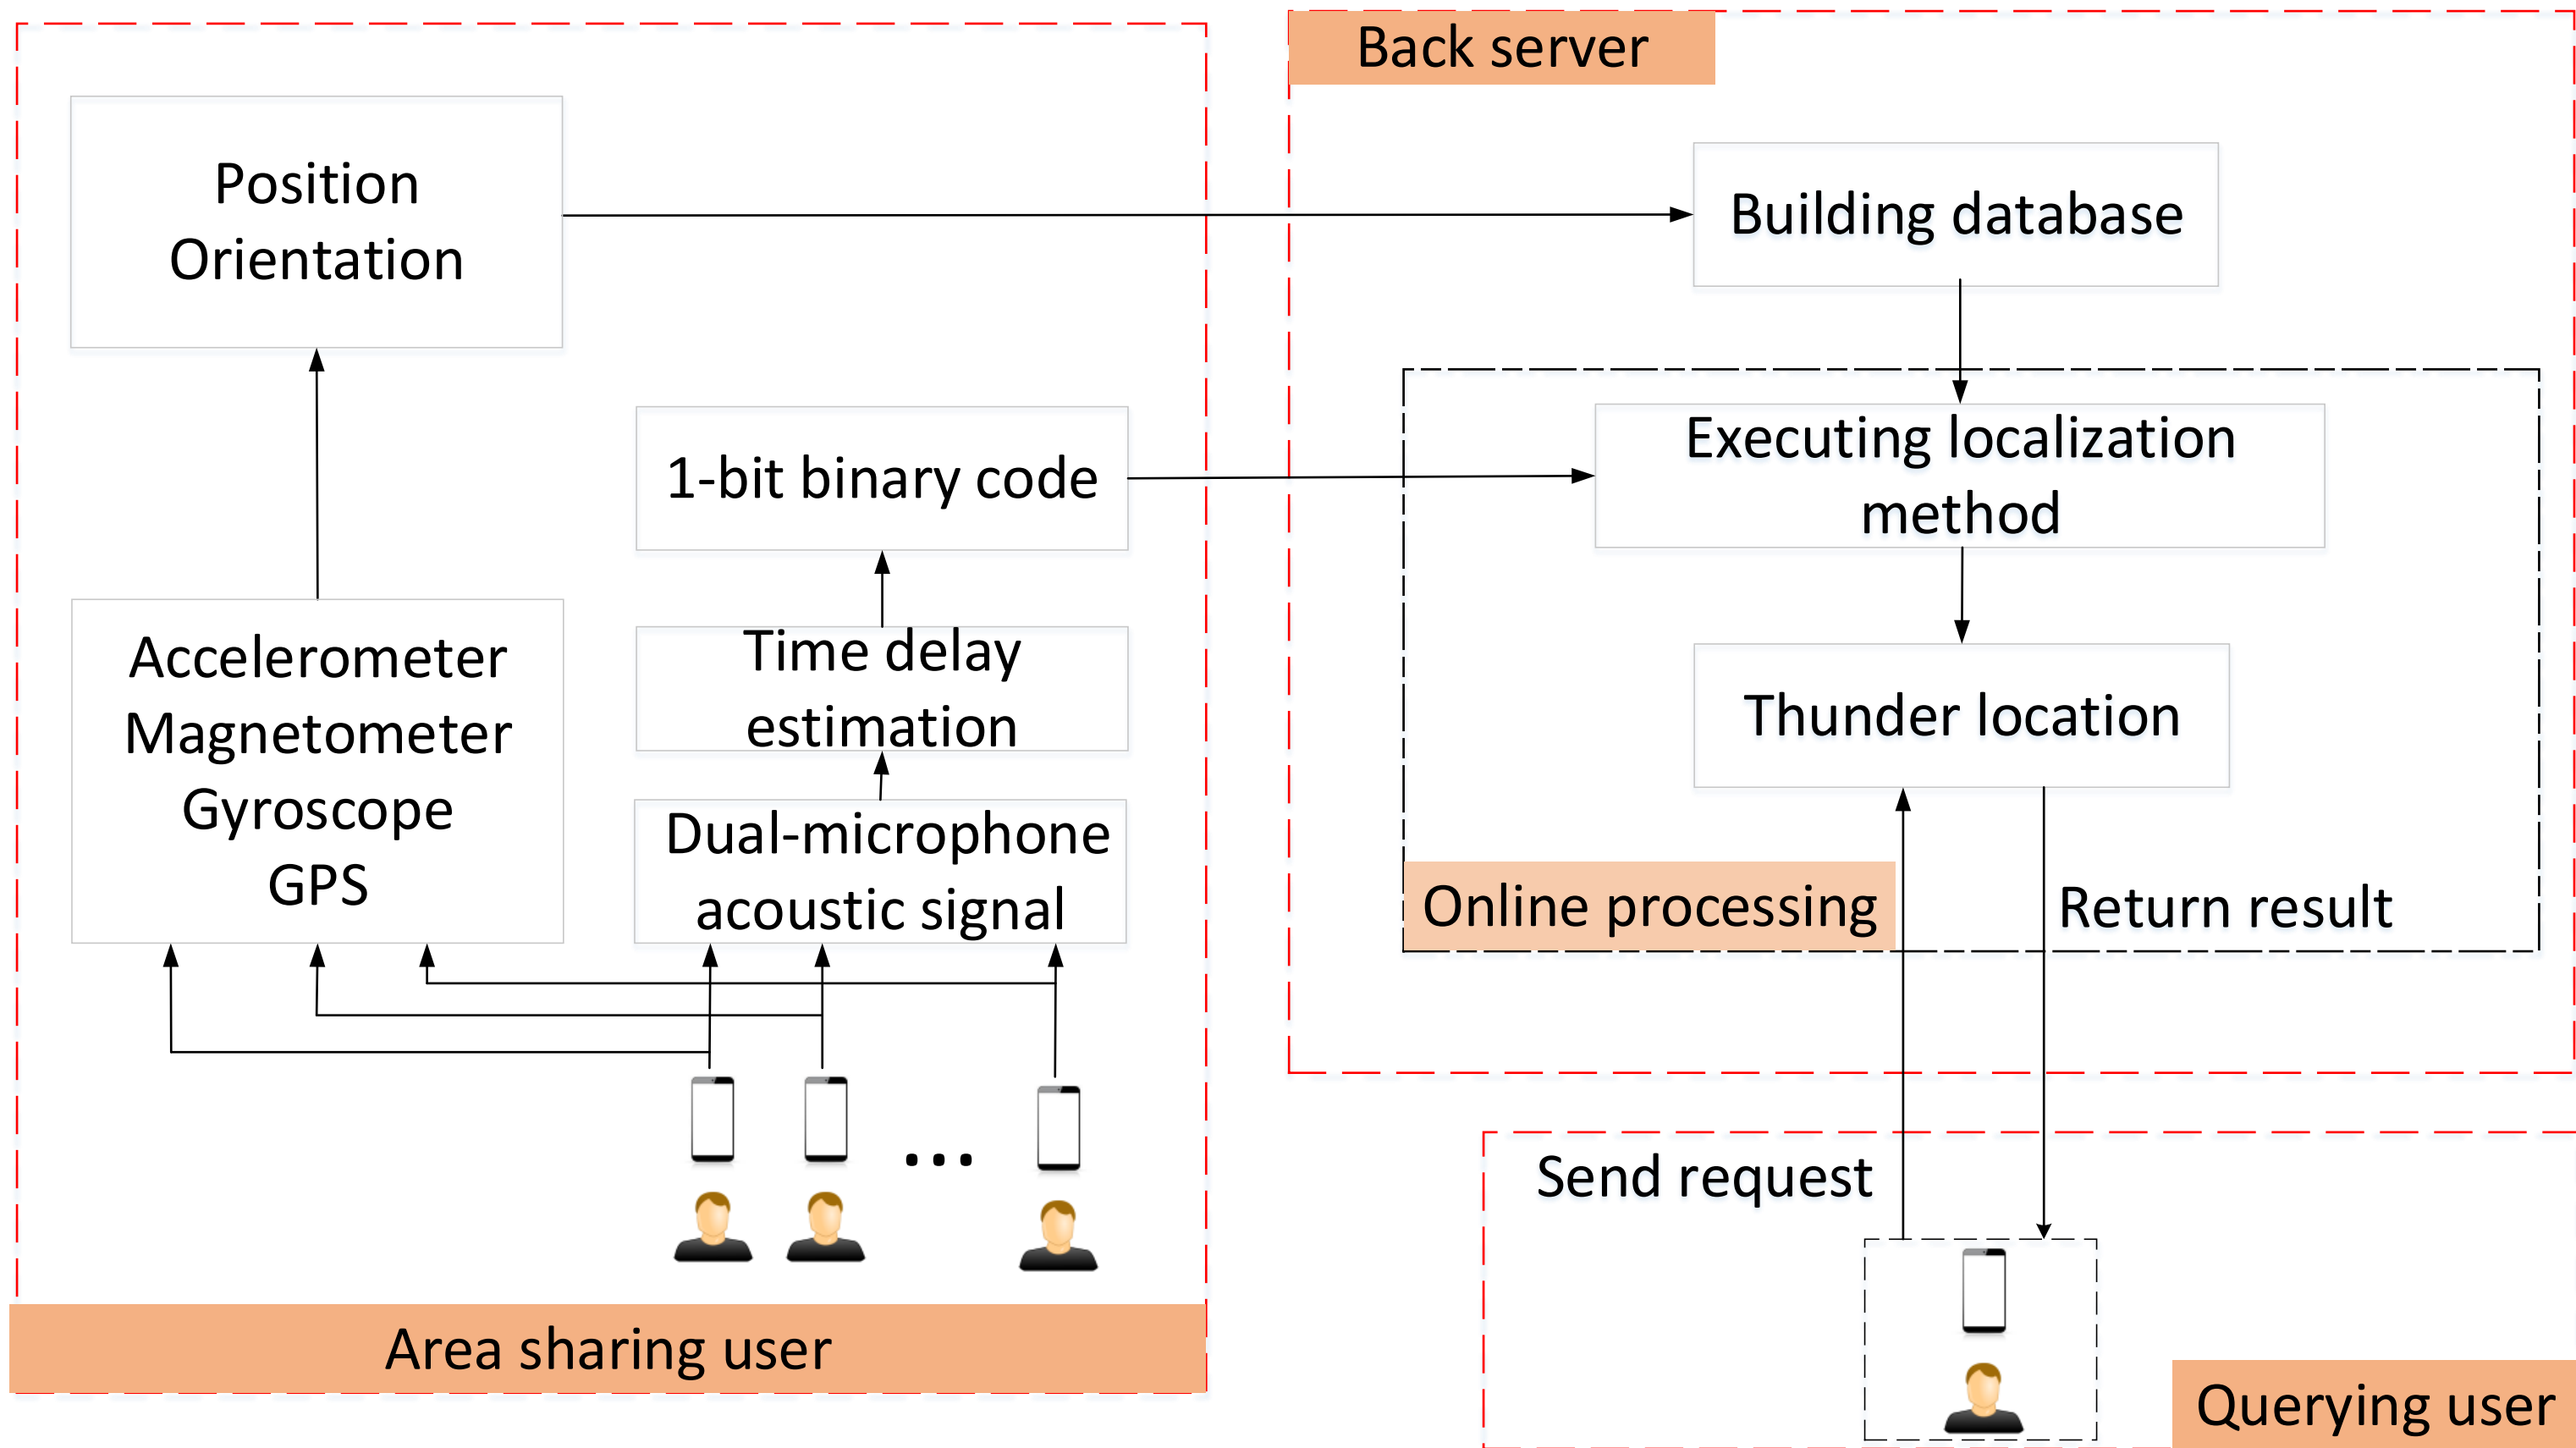 Back server
Position
Orientation
Building database
1-bit binary code
Executing localization
method
Accelerometer
Magnetometer
Gyroscope
GPS
Time delay
estimation
Thunder location
Dual-microphone
acoustic signal
Online processing
Return result
...
Send request
Area sharing user
Querying user